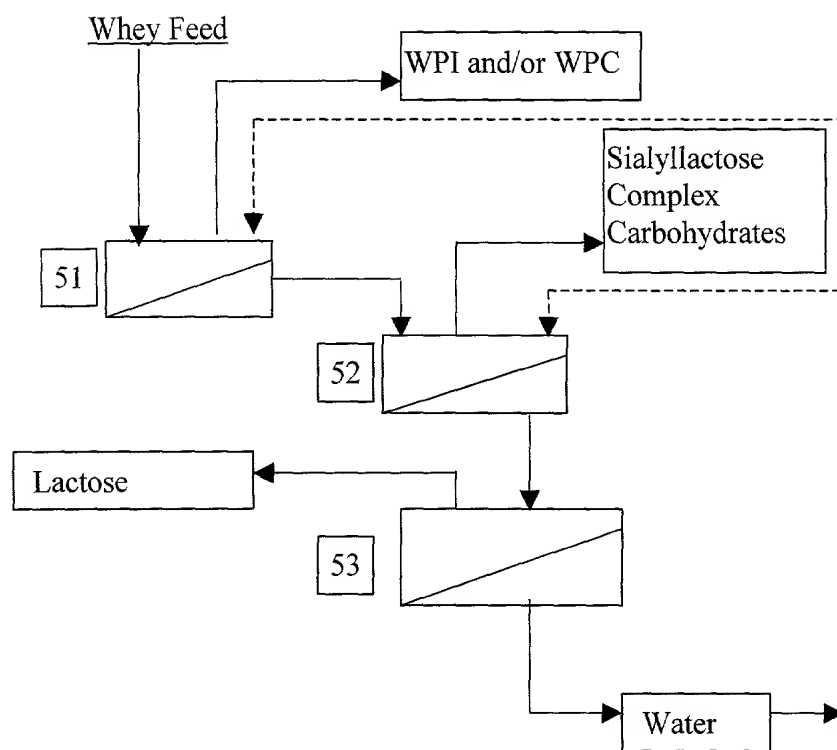 Whey Feed
WPI and/or WPC
Sialyllactose
Complex
Carbohydrates
51
52
Lactose
53
Water